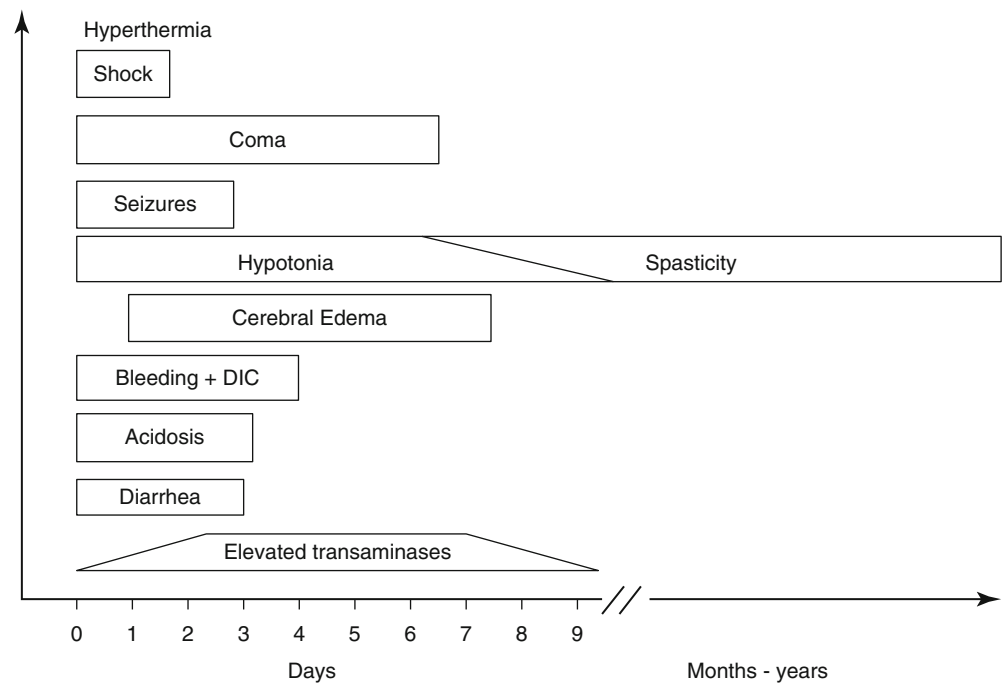 Hyperthermia
Shock
Coma
Seizures
Hypotonia Spasticity
Cerebral Edema
Bleeding + DIC
Acidosis
Diarrhea
Elevated transaminases
0 1 2 3 4 5 6 7 8 9
Days Months - years